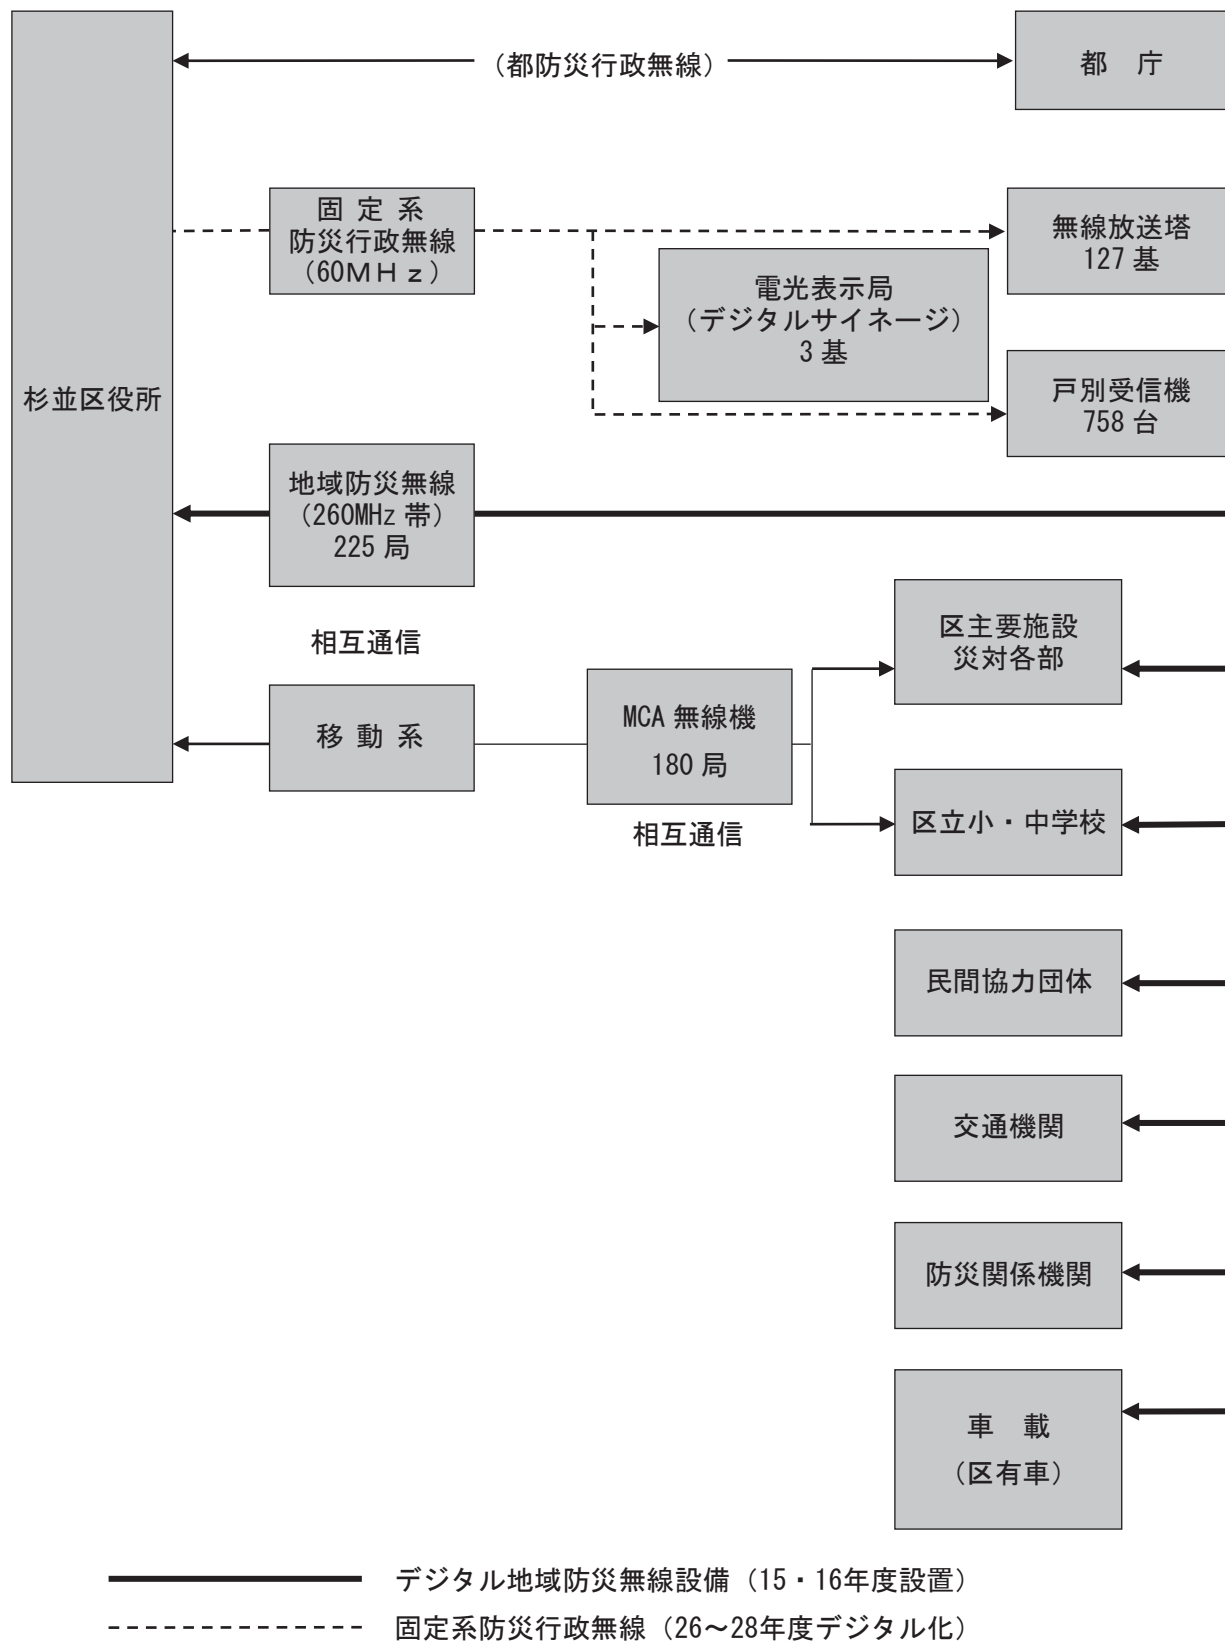 （都防災行政無線）
都　庁
固 定 系
防災行政無線
（60ＭＨｚ）
無線放送塔
127 基
電光表示局
（デジタルサイネージ）
3 基
戸別受信機
758 台
杉並区役所
地域防災無線
（260MHz 帯）
225 局
相互通信
区主要施設
災対各部
移 動 系
MCA 無線機
180 局
相互通信
区立小・中学校
民間協力団体
交通機関
防災関係機関
車　載
（区有車）
デジタル地域防災無線設備（15・16年度設置）
固定系防災行政無線（26～28年度デジタル化）